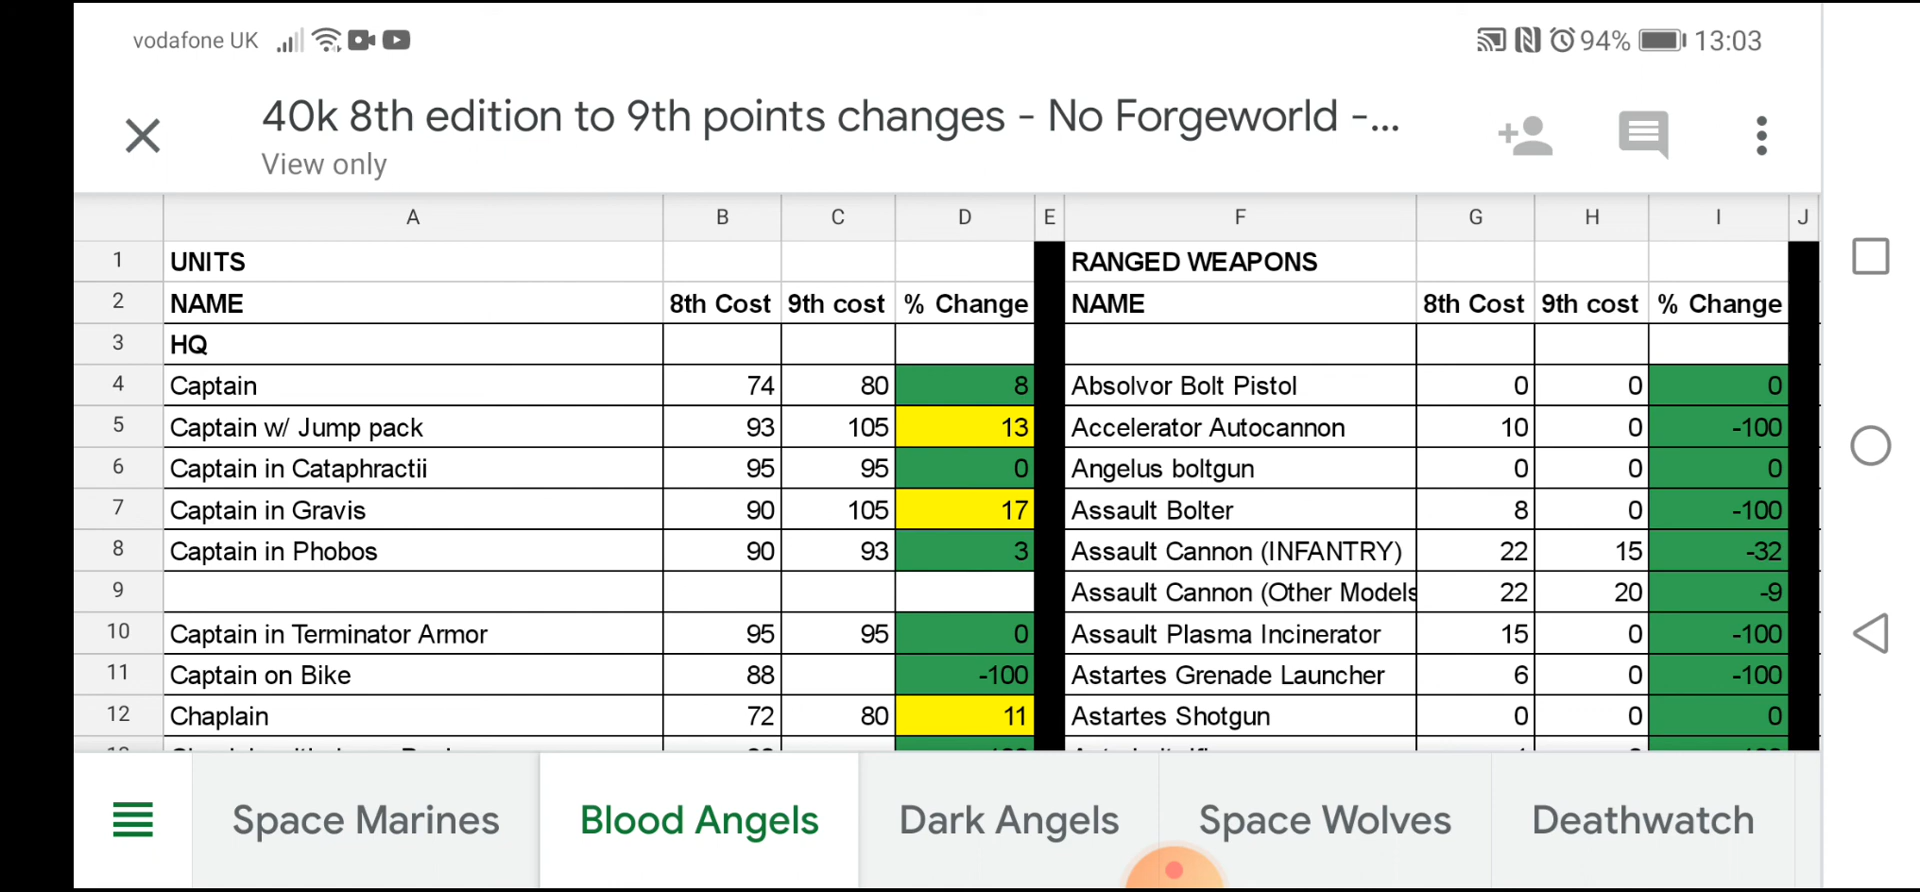 vodafone UK 94% 13:03
40k 8th edition to 9th points changes - No Forgeworld -...
View only
A B C D E F G H I J
1 UNITS RANGED WEAPONS
2 NAME 8th Cost 9th cost % Change NAME 8th Cost 9th cost % Change
3 HQ
4 Captain 74 80 8 Absolvor Bolt Pistol 0 0 0
5 Captain w/ Jump pack 93 105 13 Accelerator Autocannon 10 0 -100
6 Captain in Cataphractii 95 95 0 Angelus boltgun 0 0 0
7 Captain in Gravis 90 105 17 Assault Bolter 8 0 -100
8 Captain in Phobos 90 93 3 Assault Cannon (INFANTRY) 22 15 -32
9 Assault Cannon (Other Models 22 20 -9
10 Captain in Terminator Armor 95 95 0 Assault Plasma Incinerator 15 0 -100
11 Captain on Bike 88 -100 Astartes Grenade Launcher 6 0 -100
12 Chaplain 72 80 11 Astartes Shotgun 0 0 0
Space Marines Blood Angels Dark Angels Space Wolves Deathwatch